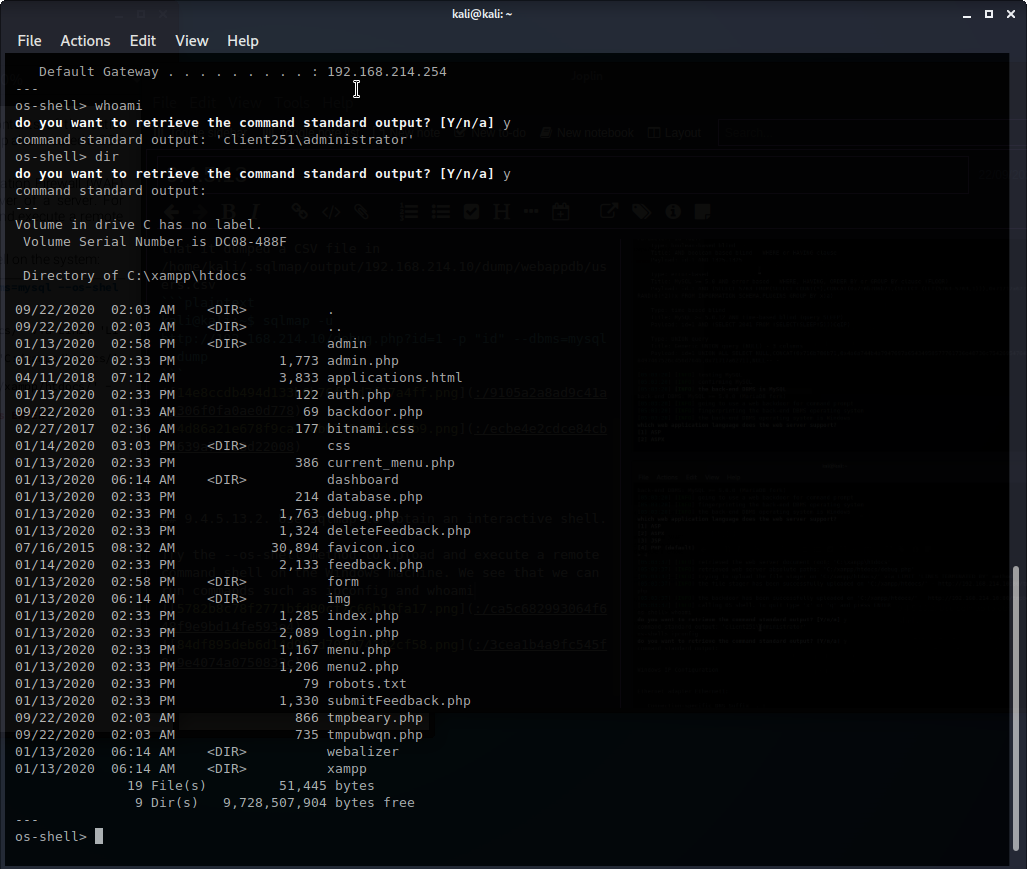 kali@kali: ~
File Actions Edit View Help
Default Gateway . . . . . . . . . : 192.168.214.254
---
os-shell> whoami
do you want to retrieve the command standard output? [Y/n/a] y
command standard output: 'client251\administrator'
os-shell> dir
do you want to retrieve the command standard output? [Y/n/a] y
command standard output:
---
Volume in drive C has no label.
Volume Serial Number is DC08-488F
Directory of C:\xampp\htdocs
09/22/2020 02:03 AM <DIR> .
09/22/2020 02:03 AM <DIR> ..
01/13/2020 02:58 PM <DIR> admin
01/13/2020 02:33 PM 1,773 admin.php
04/11/2018 07:12 AM 3,833 applications.html
01/13/2020 02:33 PM 122 auth.php
09/22/2020 01:33 AM 69 backdoor.php
02/27/2017 02:36 AM 177 bitnami.css
01/14/2020 03:03 PM <DIR> css
01/13/2020 02:33 PM 386 current_menu.php
01/13/2020 06:14 AM <DIR> dashboard
01/13/2020 02:33 PM 214 database.php
01/13/2020 02:33 PM 1,763 debug.php
01/13/2020 02:33 PM 1,324 deleteFeedback.php
07/16/2015 08:32 AM 30,894 favicon.ico
01/14/2020 02:33 PM 2,133 feedback.php
01/13/2020 02:58 PM <DIR> form
01/13/2020 06:14 AM <DIR> img
01/13/2020 02:33 PM 1,285 index.php
01/13/2020 02:33 PM 2,089 login.php
01/13/2020 02:33 PM 1,167 menu.php
01/13/2020 02:33 PM 1,206 menu2.php
01/13/2020 02:33 PM 79 robots.txt
01/13/2020 02:33 PM 1,330 submitFeedback.php
09/22/2020 02:03 AM 866 tmpbeary.php
09/22/2020 02:03 AM 735 tmpubwqn.php
01/13/2020 06:14 AM <DIR> webalizer
01/13/2020 06:14 AM <DIR> xampp
19 File(s) 51,445 bytes
9 Dir(s) 9,728,507,904 bytes free
---
os-shell>